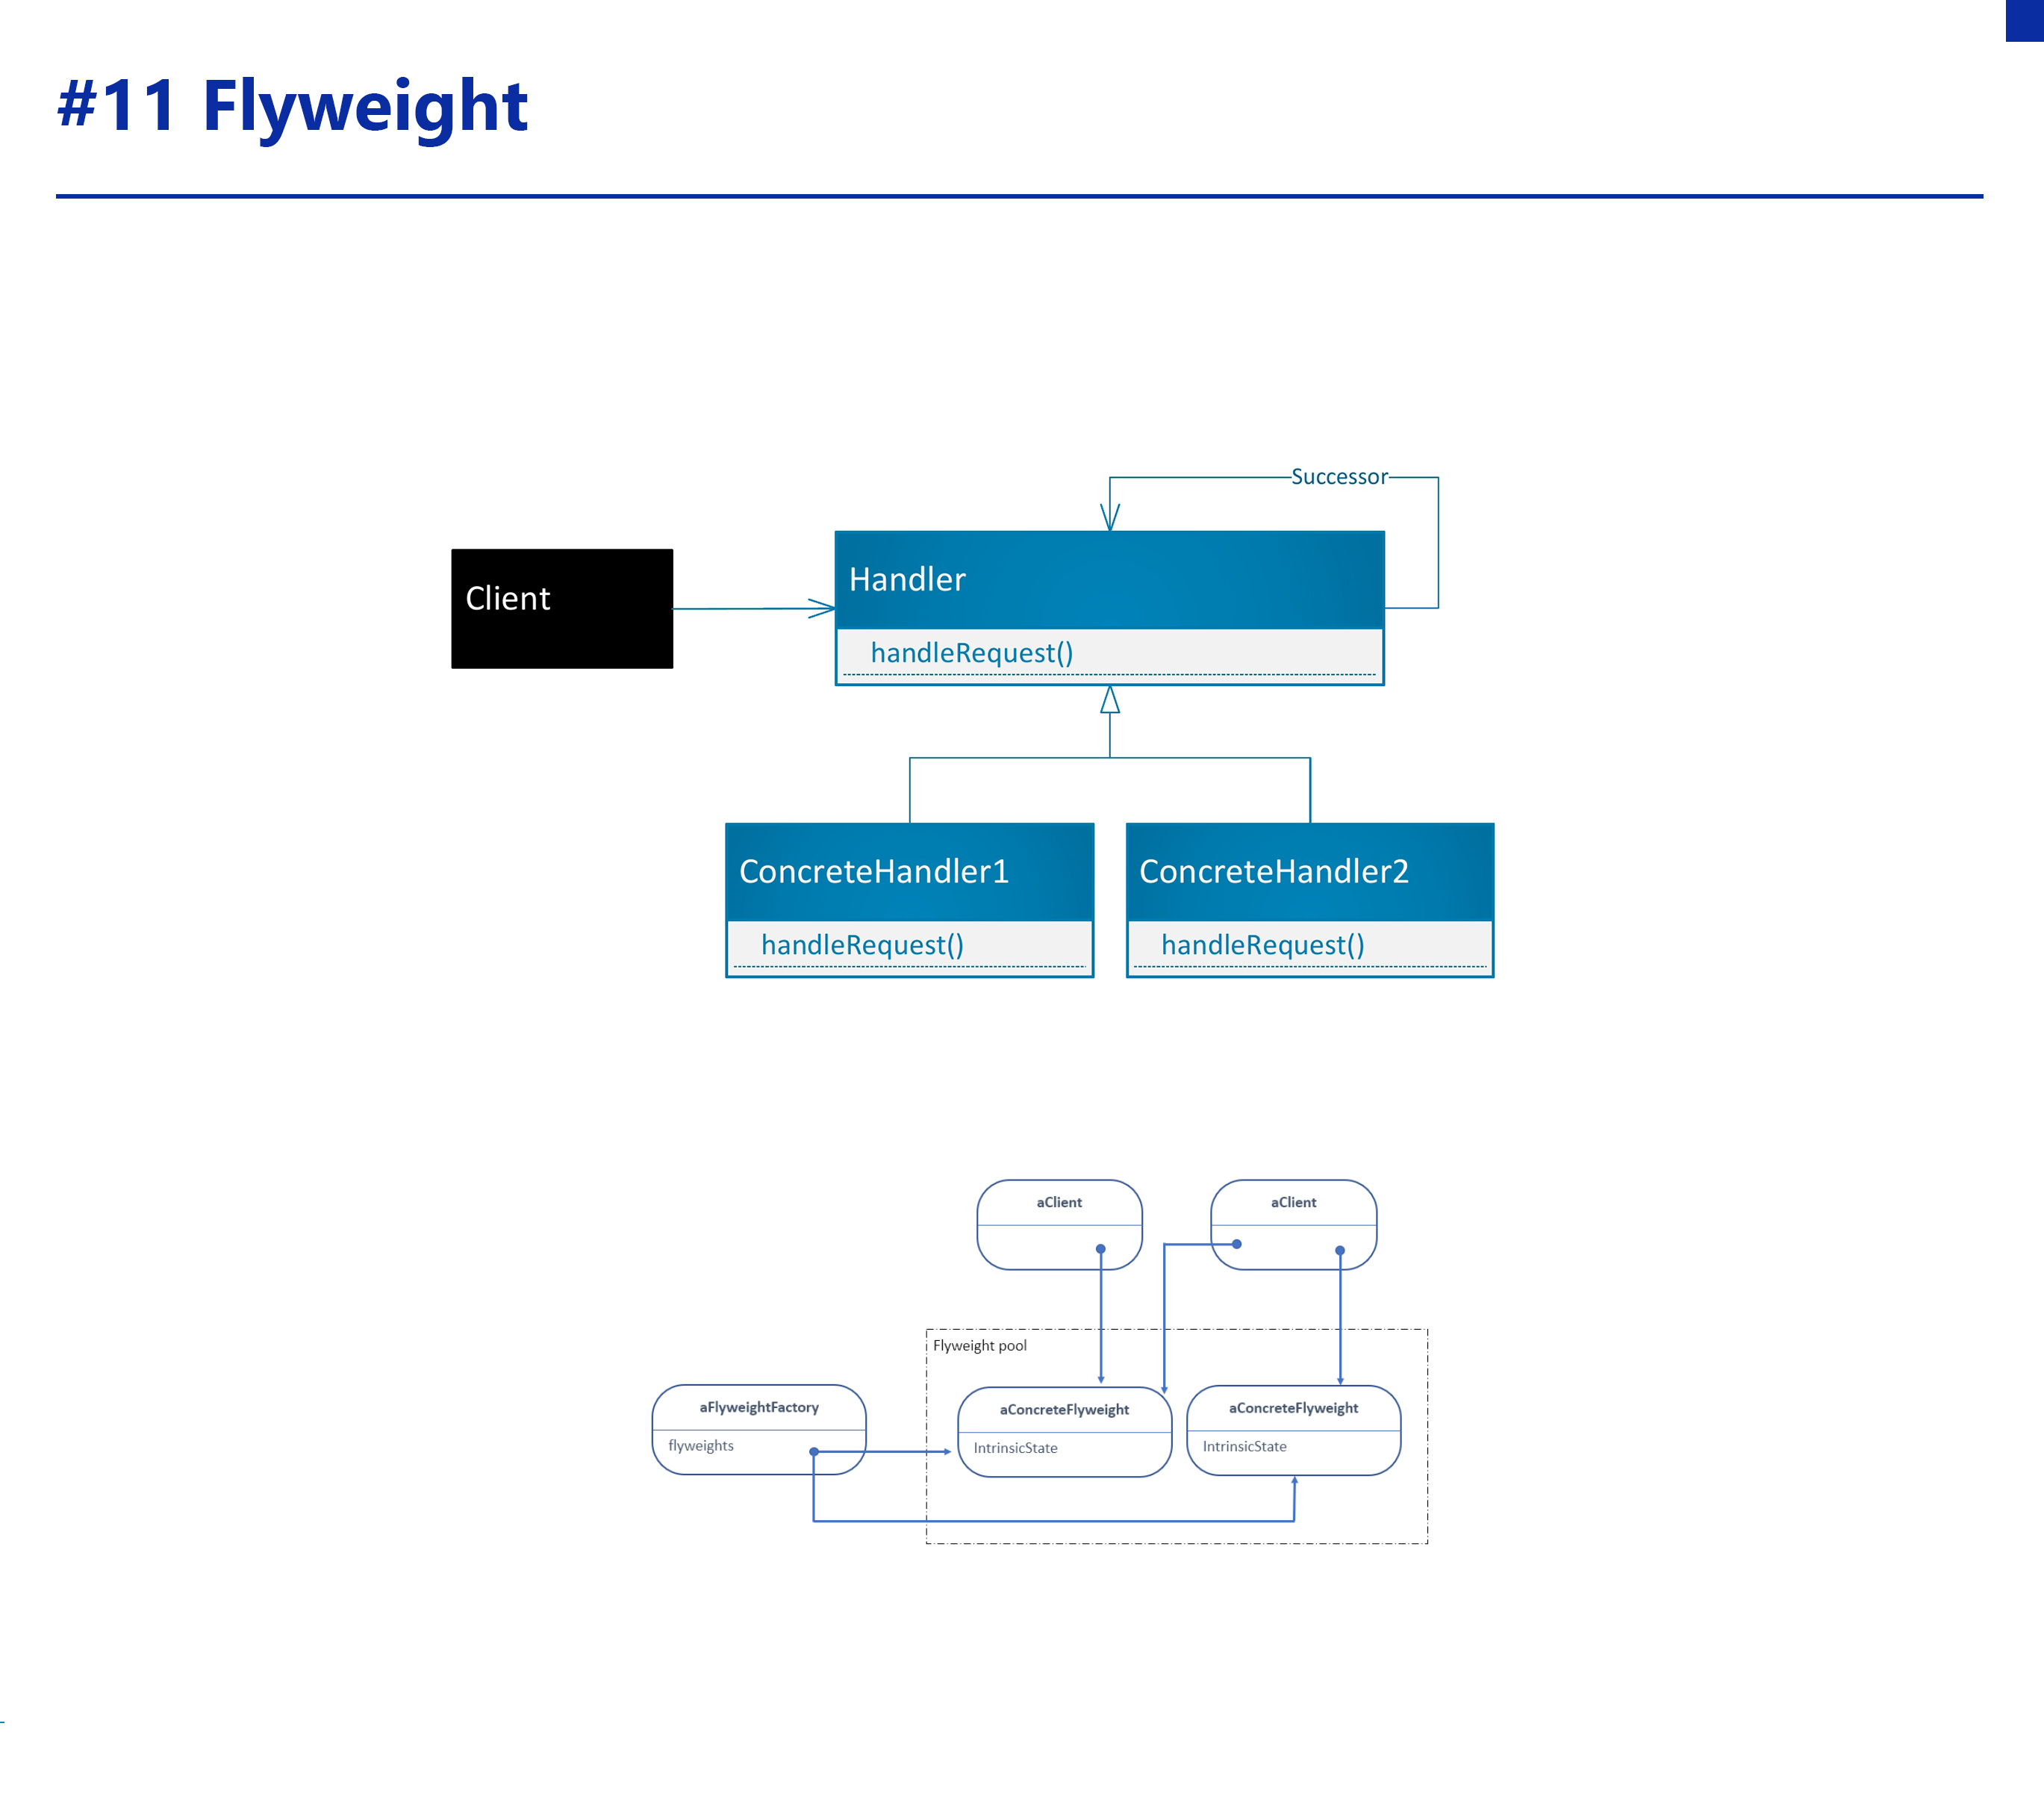 #11 Flyweight
Successor
Client
Handler
handleRequest()
ConcreteHandler1
ConcreteHandler2
handleRequest()
handleRequest()
aClient
aClient
Flyweight pool
aFlyweightFactory
aConcreteFlyweight
aConcreteFlyweight
flyweights
IntrinsicState
IntrinsicState